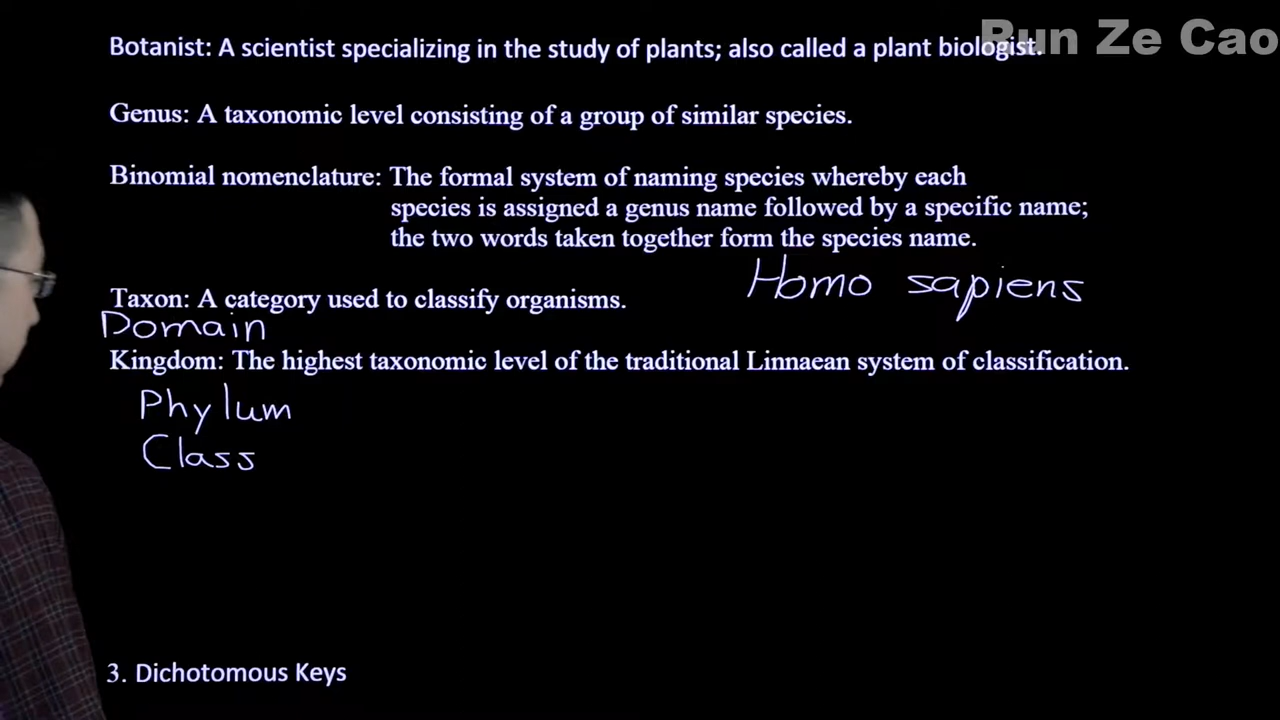 Run Ze Cao
Botanist: A scientist specializing in the study of plants; also called a plant biologist.
Genus: A taxonomic level consisting of a group of similar species.
Binomial nomenclature: The formal system of naming species whereby each
species is assigned a genus name followed by a specific name;
the two words taken together form the species name.
Homo sapiens
Taxon: A category used to classify organisms.
Domain
Kingdom: The highest taxonomic level of the traditional Linnaean system of classification.
Phylum
Class
3. Dichotomous Keys